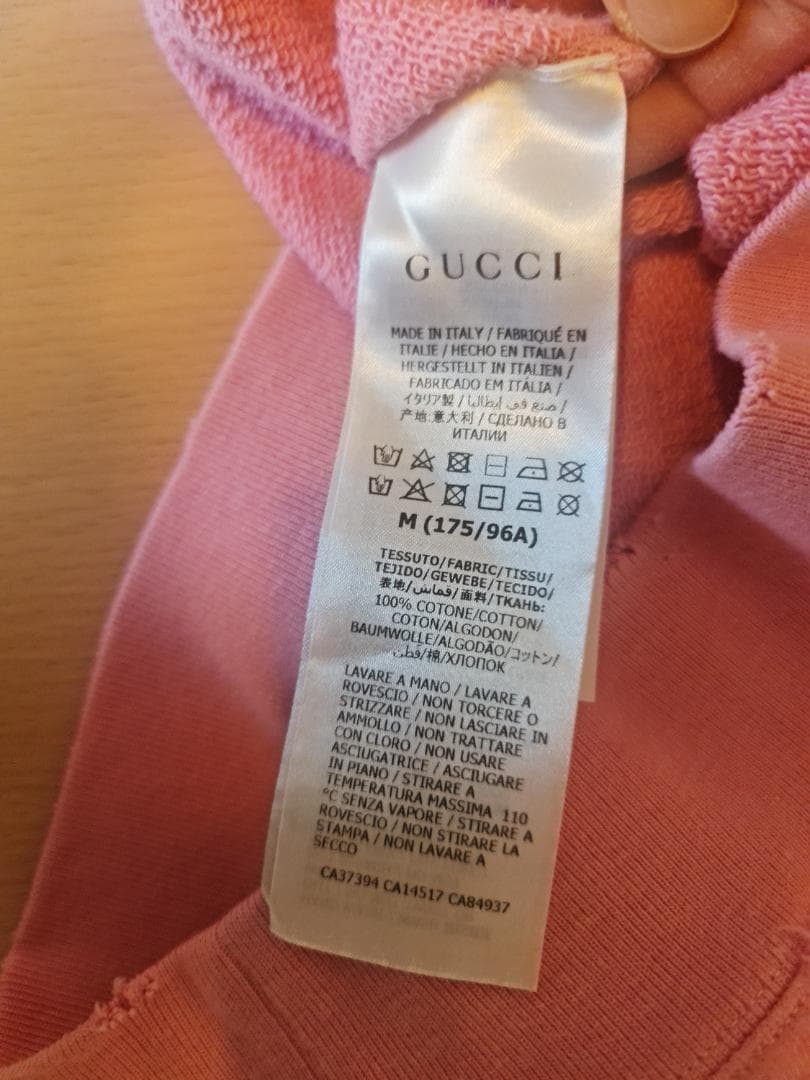 GUCCI
MADE IN ITALY / FABRIQUÉ EN
ITALIE / HECHO EN ITALIA /
HERGESTELLT IN ITALIEN /
FABRICADO EM ITÁLIA /
イタリア製 / صنع في إيطاليا /
产地:意大利 / СДЕЛАНО В
ИТАЛИИ
M (175/96A)
TESSUTO/FABRIC/TISSU/
TEJIDO/GEWEBE/TECIDO/
表地/قماش/面料/ТКАНЬ:
100% COTONE/COTTON/
COTON/ALGODON/
BAUMWOLLE/ALGODÃO/コットン/
قطن/棉/ХЛОПОК
LAVARE A MANO / LAVARE A
ROVESCIO / NON TORCERE O
STRIZZARE / NON LASCIARE IN
AMMOLLO / NON TRATTARE
CON CLORO / NON USARE
ASCIUGATRICE / ASCIUGARE
IN PIANO / STIRARE A
TEMPERATURA MASSIMA 110
°C SENZA VAPORE / STIRARE A
ROVESCIO / NON STIRARE LA
STAMPA / NON LAVARE A
SECCO
CA37394 CA14517 CA84937